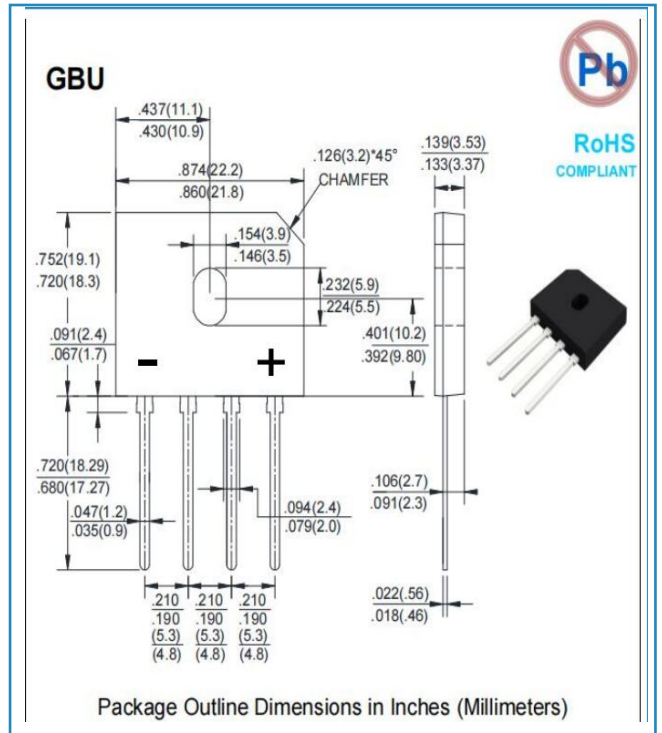 GBU
Pb
RoHS
COMPLIANT
.437(11.1)
.430(10.9)
.874(22.2)
.860(21.8)
.126(3.2)*45°
CHAMFER
.139(3.53)
.133(3.37)
.154(3.9)
.146(3.5)
.752(19.1)
.720(18.3)
.232(5.9)
.224(5.5)
.091(2.4)
.067(1.7)
.401(10.2)
.392(9.80)
- +
.720(18.29)
.680(17.27)
.047(1.2)
.035(0.9)
.094(2.4)
.079(2.0)
.106(2.7)
.091(2.3)
.022(.56)
.018(.46)
.210 .210 .210
.190 .190 .190
(5.3) (5.3) (5.3)
(4.8) (4.8) (4.8)
Package Outline Dimensions in Inches (Millimeters)